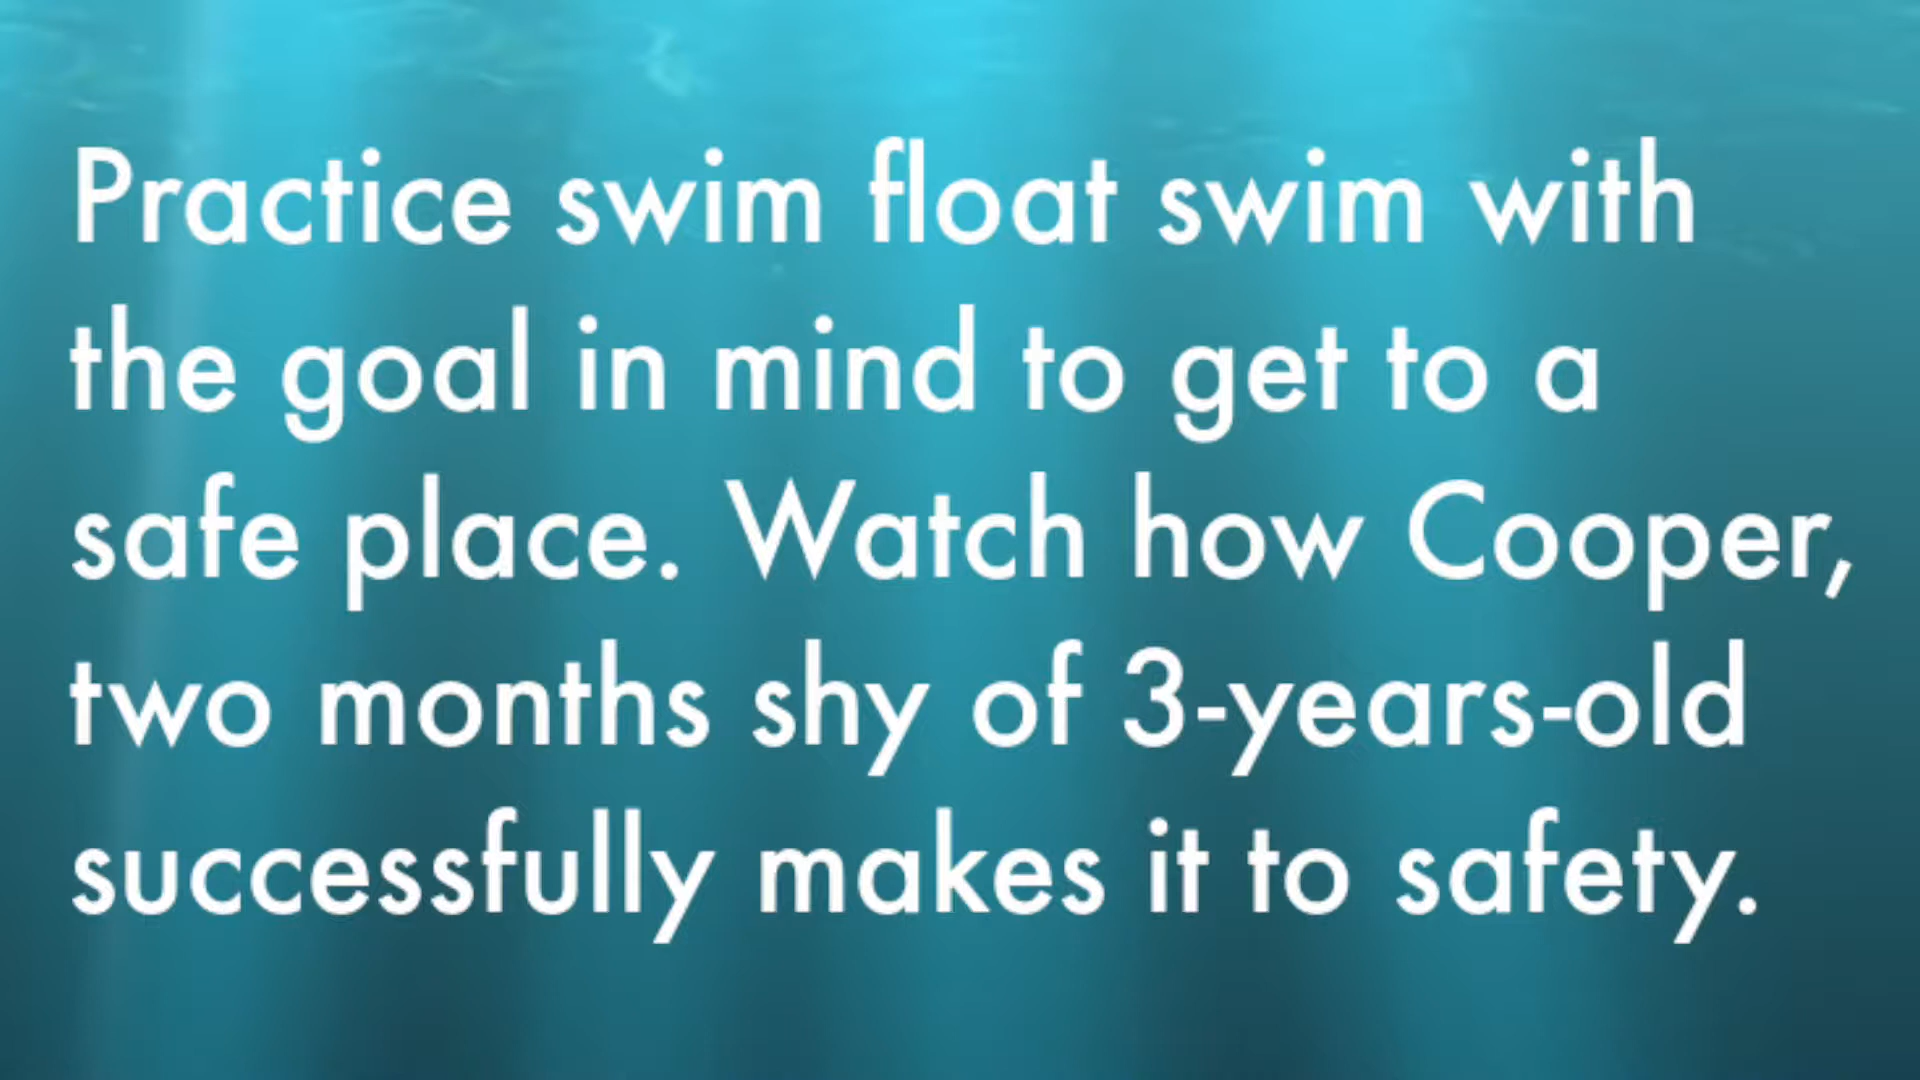 Practice swim float swim with
the goal in mind to get to a
safe place. Watch how Cooper,
two months shy of 3-years-old
successfully makes it to safety.